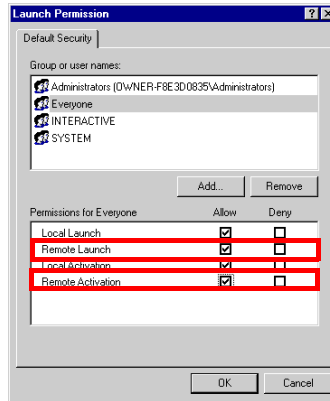 Launch Permission
Default Security
Group or user names:
Administrators (OWNER-F8E3D0835\Administrators)
Everyone
INTERACTIVE
SYSTEM
Add... Remove
Permissions for Everyone Allow Deny
Local Launch
Remote Launch
Local Activation
Remote Activation
OK Cancel